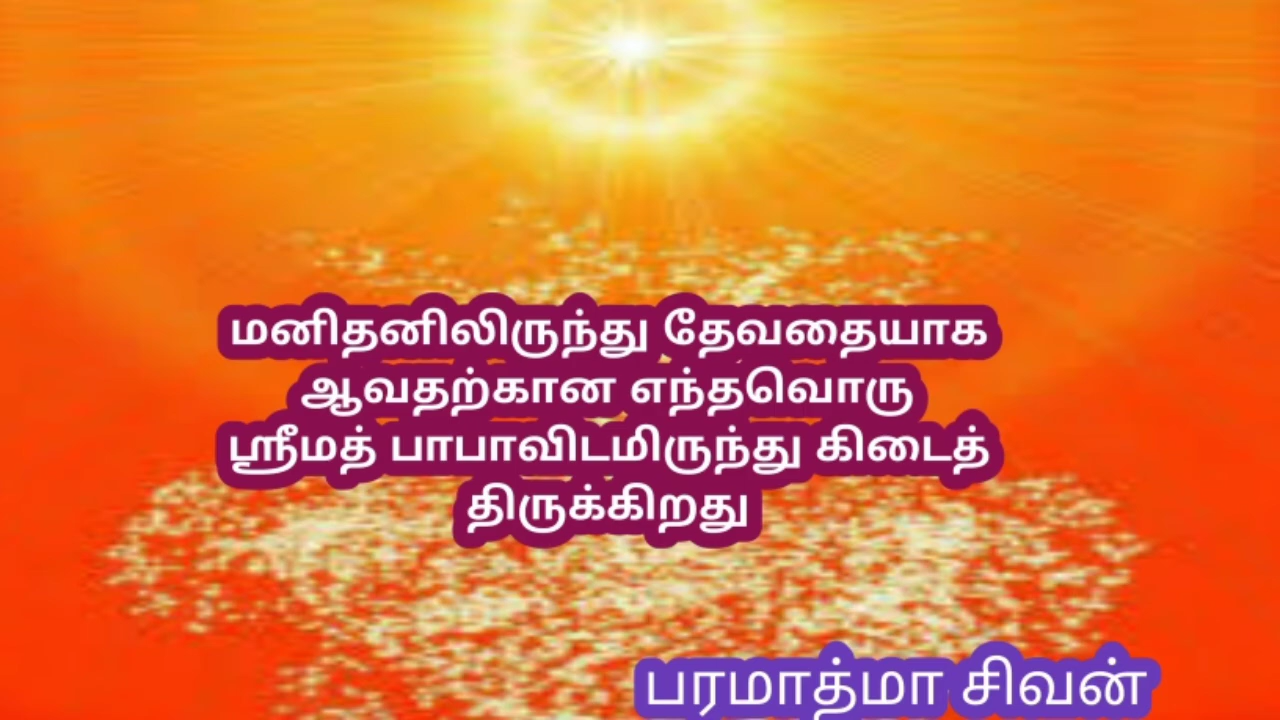 மனிதனிலிருந்து தேவதையாக
ஆவதற்கான எந்தவொரு
ஸ்ரீமத் பாபாவிடமிருந்து கிடைத்
திருக்கிறது
பரமாத்மா சிவன்